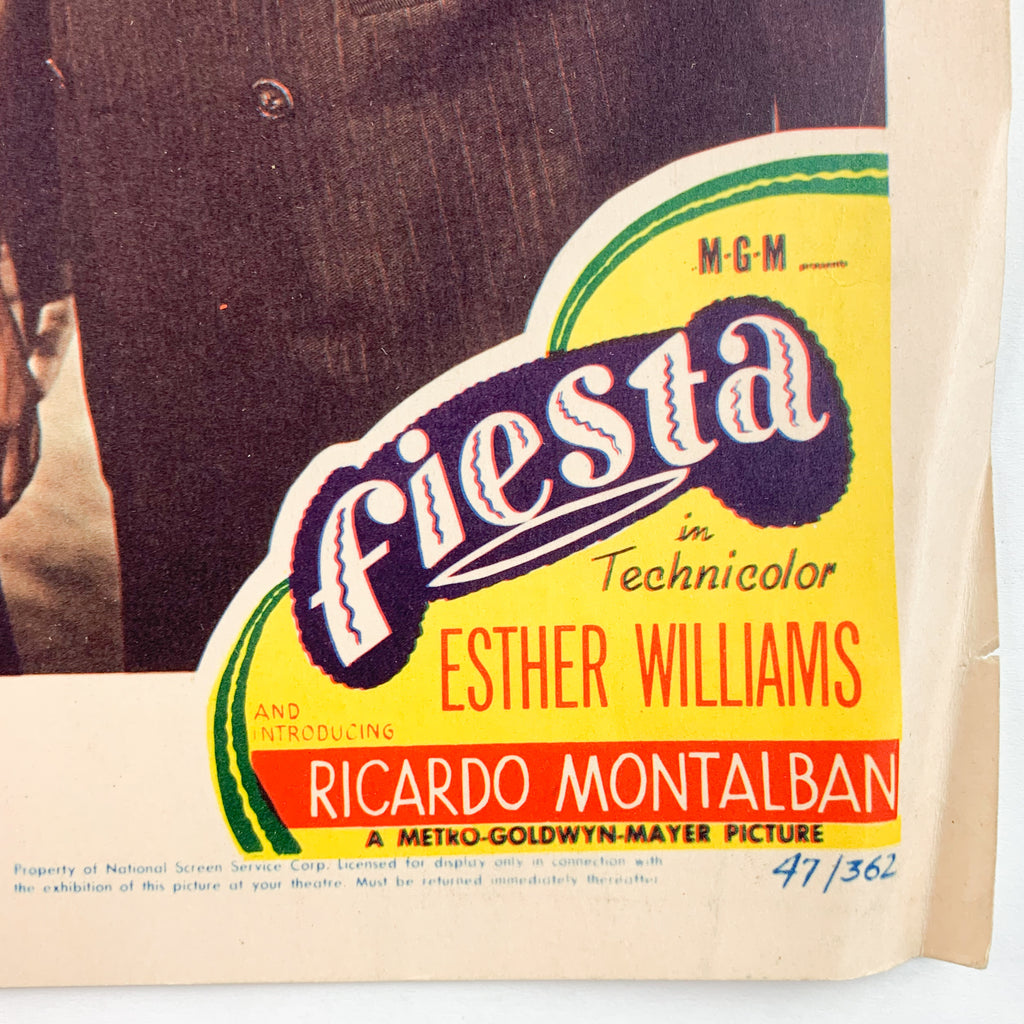 M-G-M presents
fiesta
in
Technicolor
ESTHER WILLIAMS
AND
INTRODUCING
RICARDO MONTALBAN
A METRO-GOLDWYN-MAYER PICTURE
Property of National Screen Service Corp. Licensed for display only in connection with
the exhibition of this picture at your theatre. Must be returned immediately thereafter.
47/362